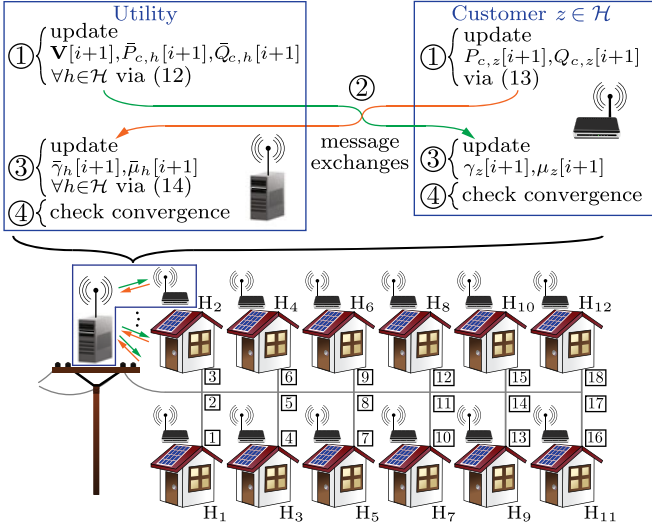 Utility
① update
V[i+1], P̄c,h[i+1], Q̄c,h[i+1]
∀h∈ℋ via (12)
③ update
γ̄h[i+1], μ̄h[i+1]
∀h∈ℋ via (14)
④ check convergence
②
message
exchanges
Customer z ∈ ℋ
① update
Pc,z[i+1], Qc,z[i+1]
via (13)
③ update
γz[i+1], μz[i+1]
④ check convergence
H2 H4 H6 H8 H10 H12
3 6 9 12 15 18
2 5 8 11 14 17
1 4 7 10 13 16
H1 H3 H5 H7 H9 H11